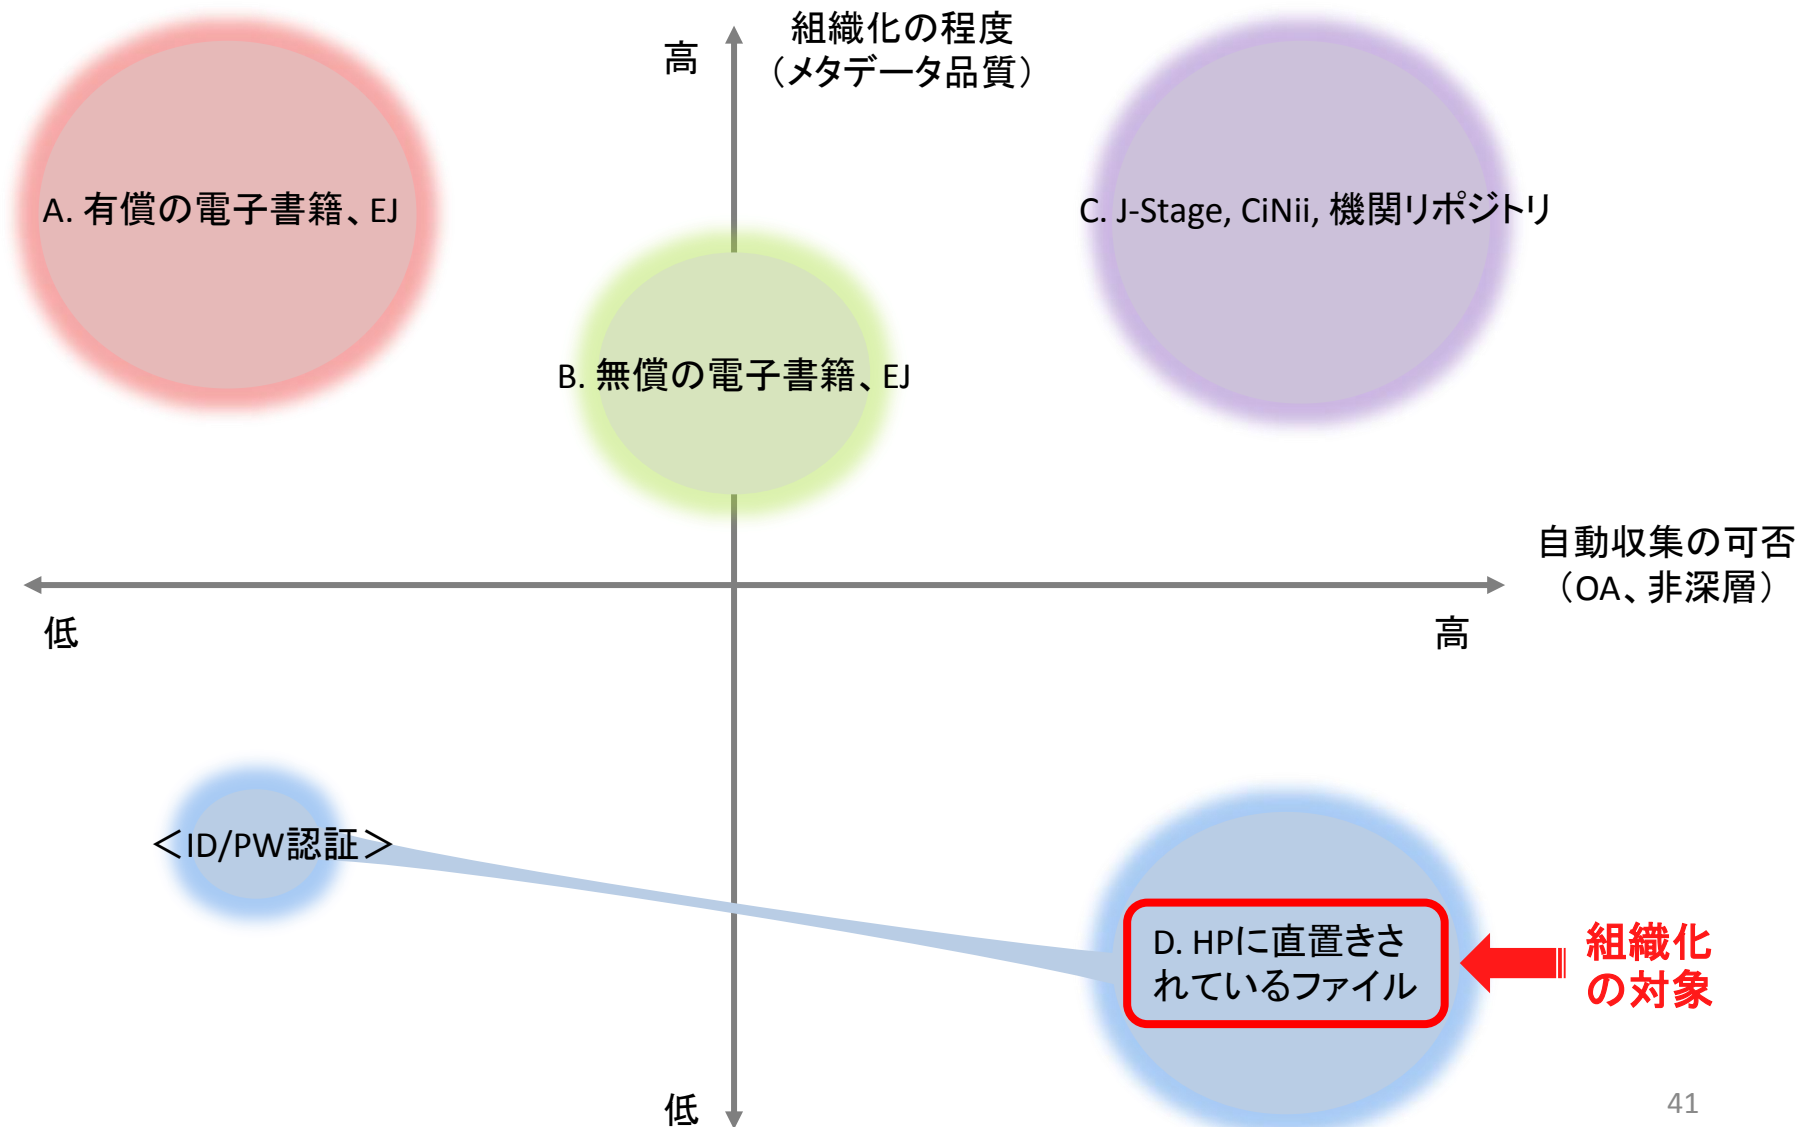 高
組織化の程度
（メタデータ品質）
A. 有償の電子書籍、EJ
C. J-Stage, CiNii, 機関リポジトリ
B. 無償の電子書籍、EJ
自動収集の可否
（OA、非深層）
低
高
＜ID/PW認証＞
D. HPに直置きさ
れているファイル
組織化
の対象
低
41